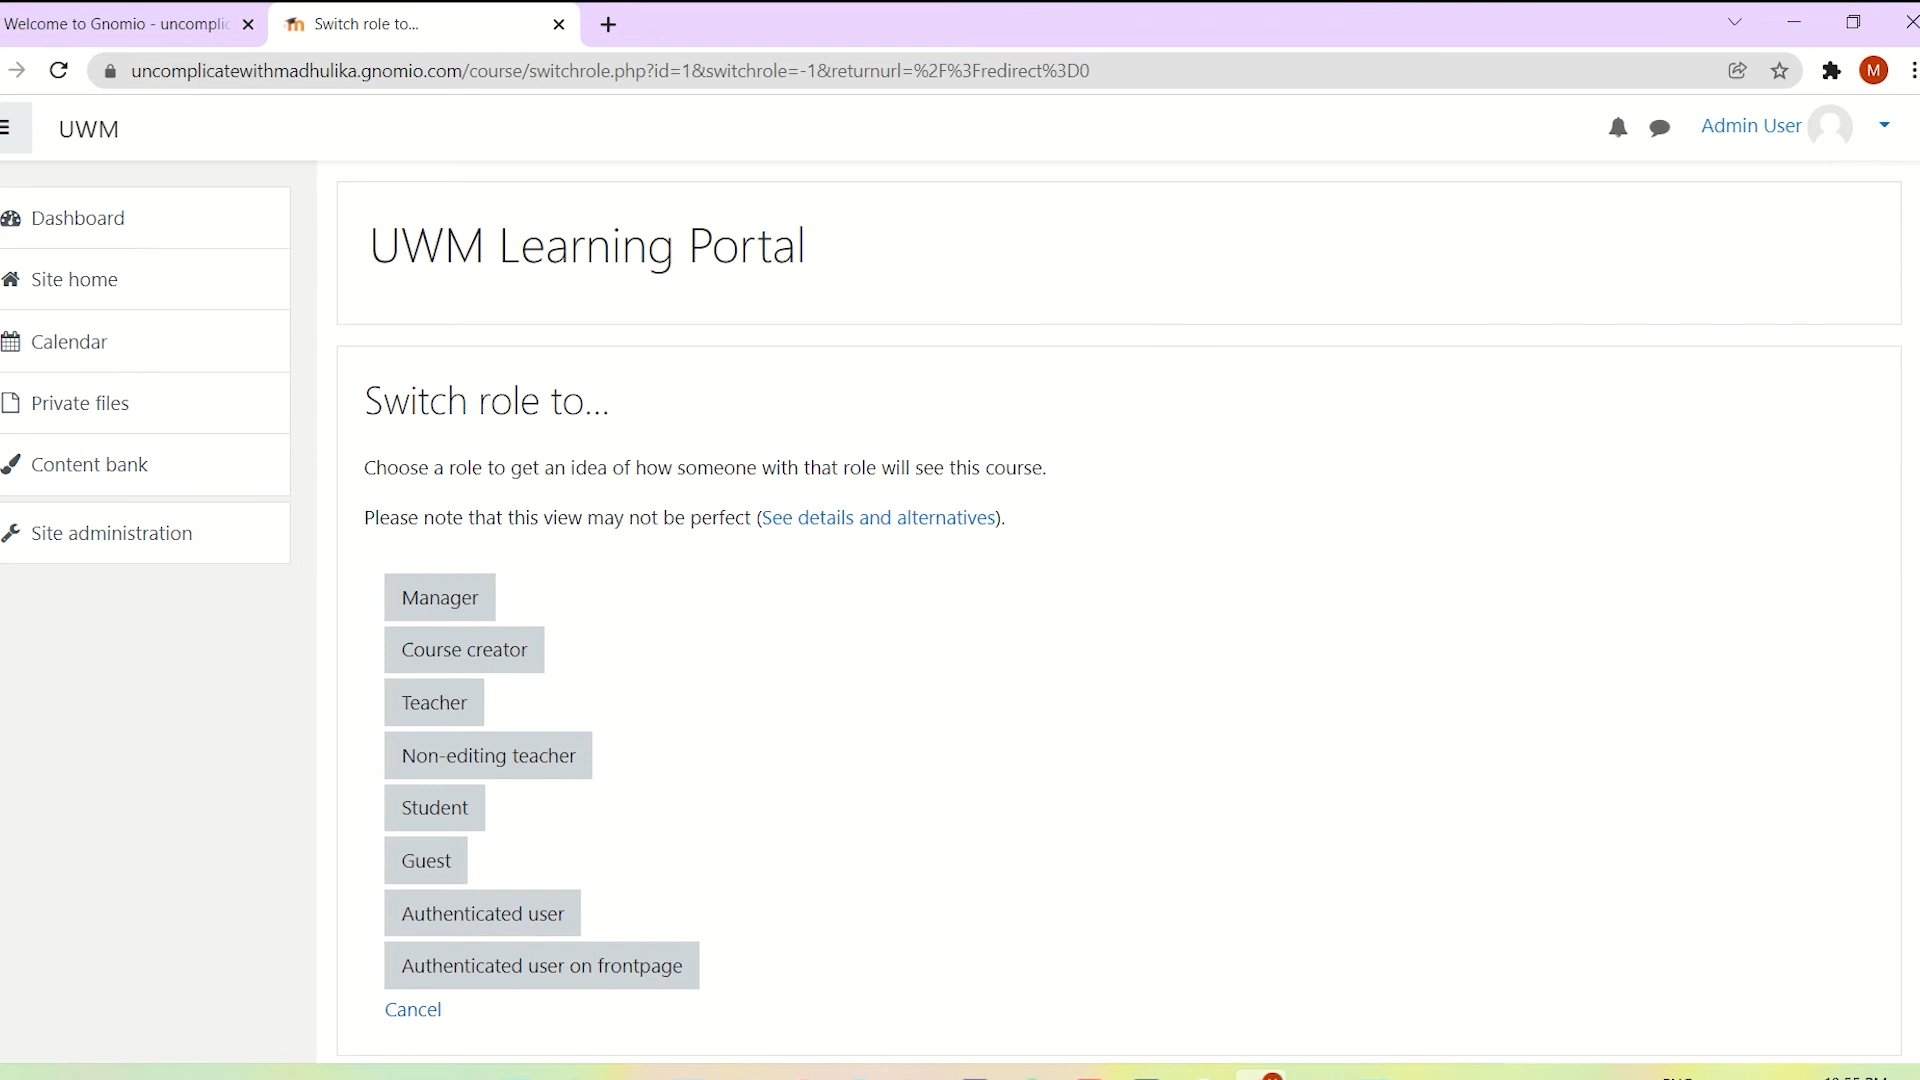 Welcome to Gnomio - uncomplic
Switch role to...
uncomplicatewithmadhulika.gnomio.com/course/switchrole.php?id=1&switchrole=-1&returnurl=%2F%3Fredirect%3D0
M
UWM
Admin User
Dashboard
Site home
Calendar
Private files
Content bank
Site administration
UWM Learning Portal
Switch role to...
Choose a role to get an idea of how someone with that role will see this course.
Please note that this view may not be perfect (See details and alternatives).
Manager
Course creator
Teacher
Non-editing teacher
Student
Guest
Authenticated user
Authenticated user on frontpage
Cancel